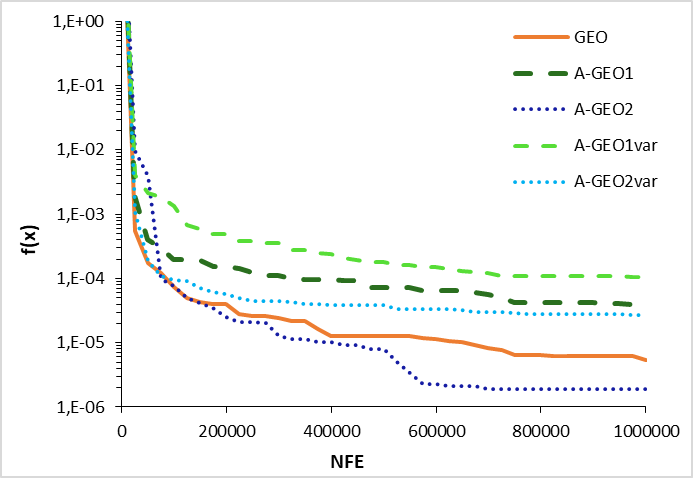 1,E+00
1,E-01
1,E-02
1,E-03
1,E-04
1,E-05
1,E-06
f(x)
GEO
A-GEO1
A-GEO2
A-GEO1var
A-GEO2var
0 200000 400000 600000 800000 1000000
NFE